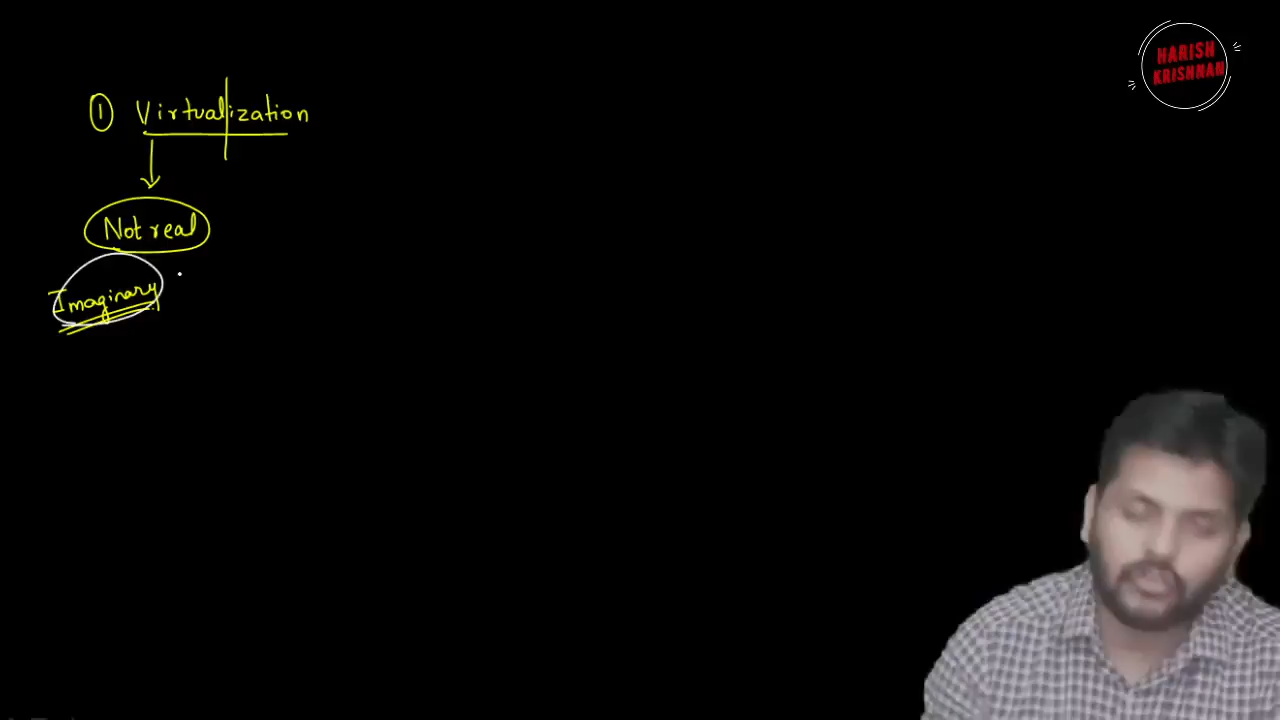 ① Virtualization
Not real
Imaginary
HARISH
KRISHNAN